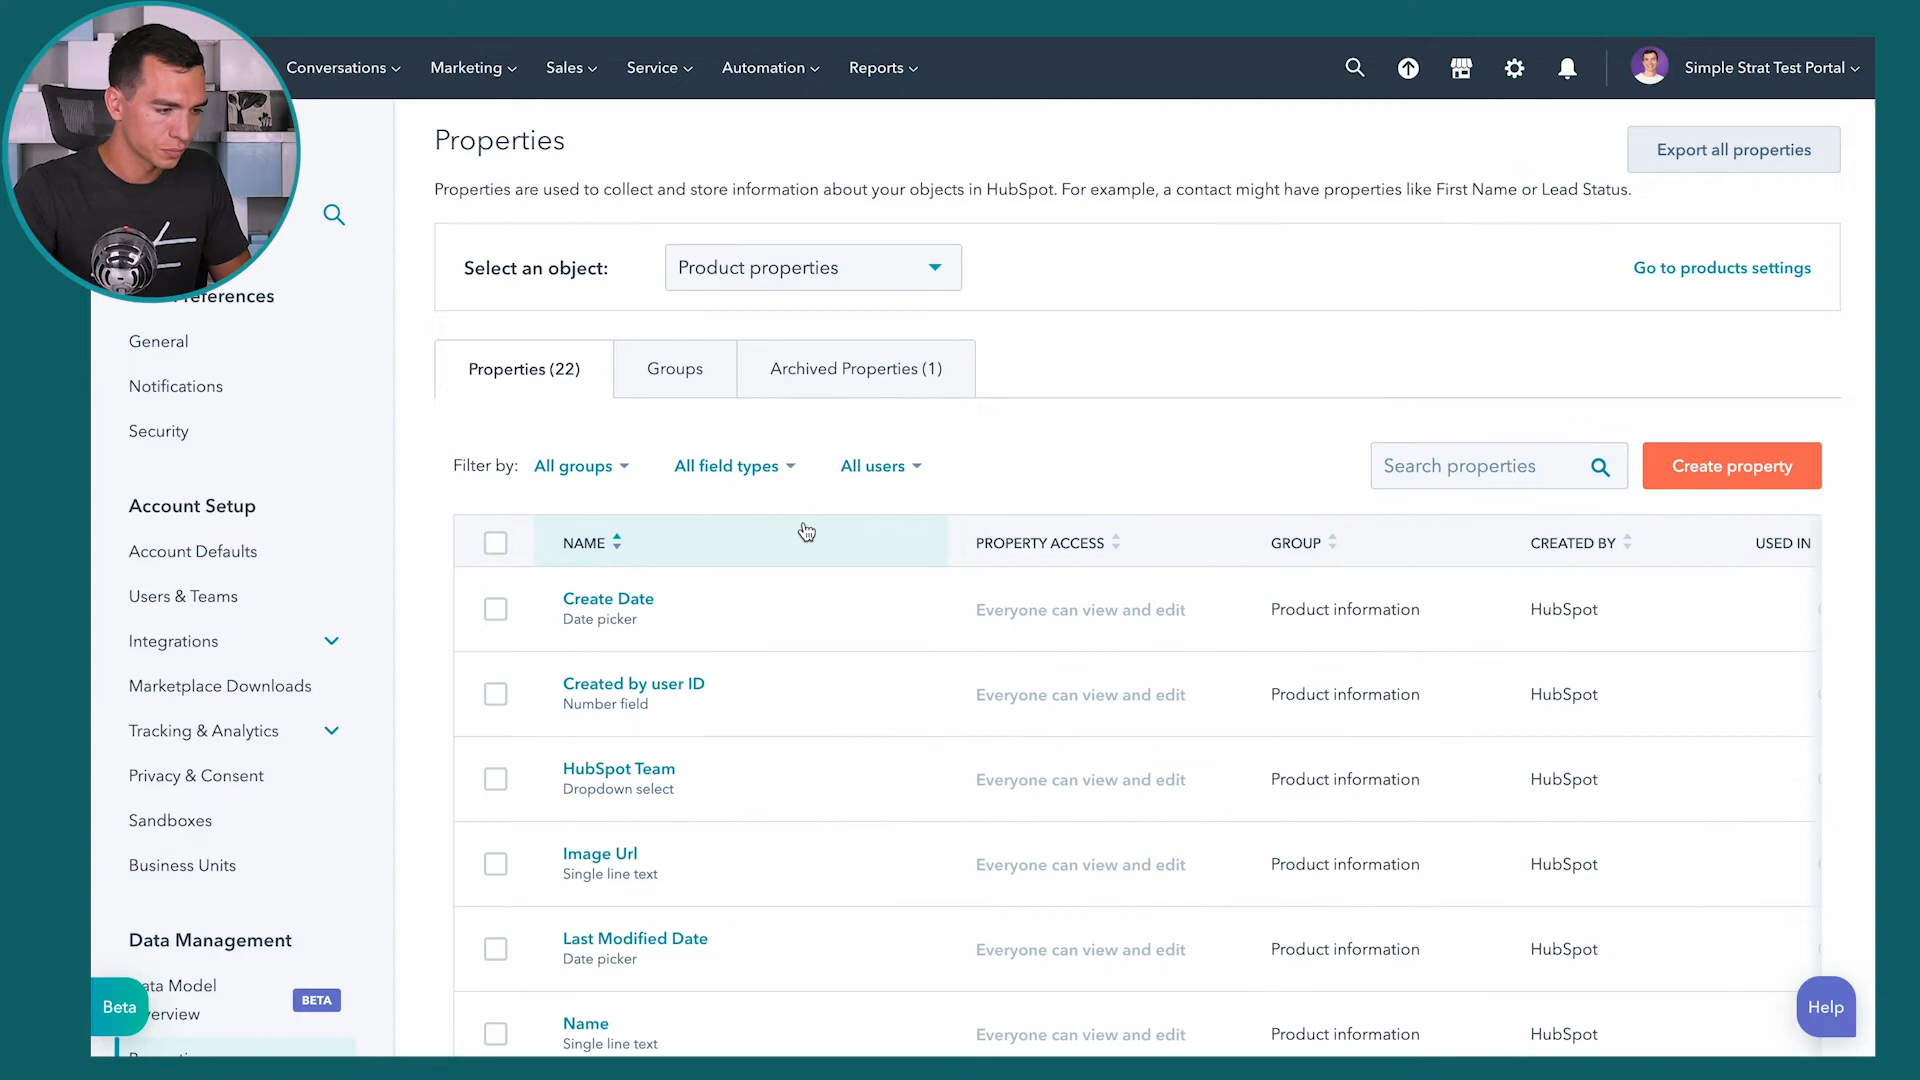 Conversations
Marketing
Sales
Service
Automation
Reports
Simple Strat Test Portal
Properties
Export all properties
Properties are used to collect and store information about your objects in HubSpot. For example, a contact might have properties like First Name or Lead Status.
Select an object:
Product properties
Go to products settings
General
Notifications
Security
Account Setup
Account Defaults
Users & Teams
Integrations
Marketplace Downloads
Tracking & Analytics
Privacy & Consent
Sandboxes
Business Units
Data Management
BETA
Beta
Properties (22)
Groups
Archived Properties (1)
Filter by:
All groups
All field types
All users
Search properties
Create property
NAME
PROPERTY ACCESS
GROUP
CREATED BY
USED IN
Create Date
Date picker
Everyone can view and edit
Product information
HubSpot
Created by user ID
Number field
Everyone can view and edit
Product information
HubSpot
HubSpot Team
Dropdown select
Everyone can view and edit
Product information
HubSpot
Image Url
Single line text
Everyone can view and edit
Product information
HubSpot
Last Modified Date
Date picker
Everyone can view and edit
Product information
HubSpot
Name
Single line text
Everyone can view and edit
Product information
HubSpot
Help